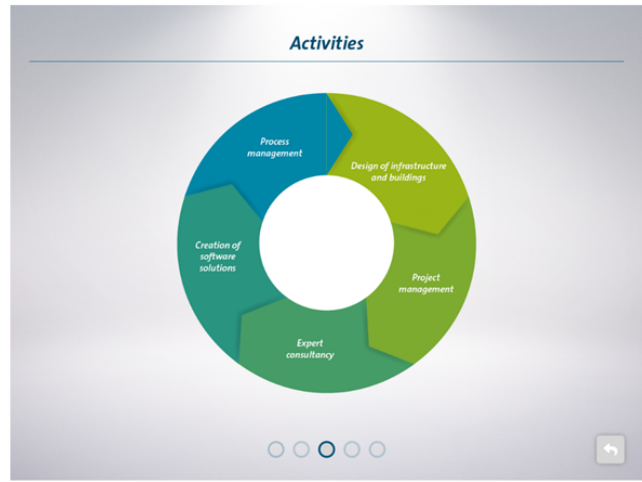 Activities
Process
management
Design of infrastructure
and buildings
Creation of
software
solutions
Project
management
Expert
consultancy